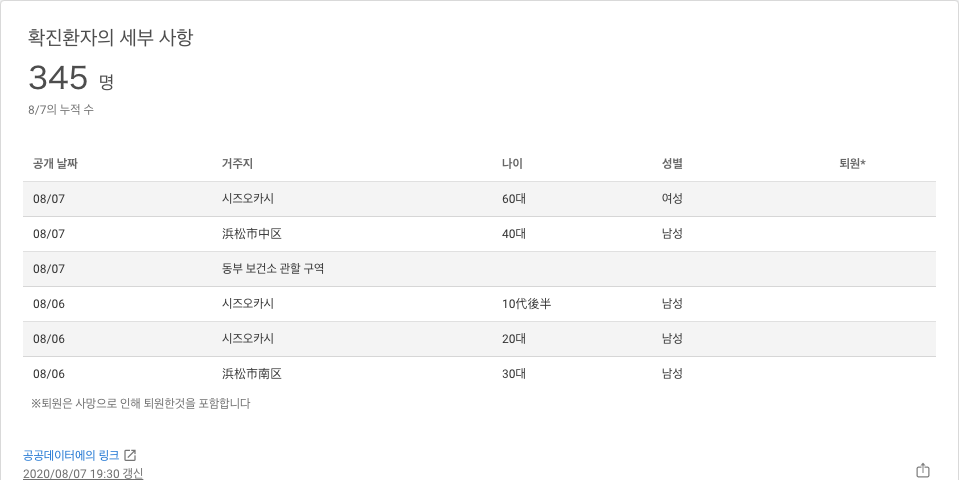 확진환자의 세부 사항
345 명
8/7의 누적 수
공개 날짜 거주지 나이 성별 퇴원*
08/07 시즈오카시 60대 여성
08/07 浜松市中区 40대 남성
08/07 동부 보건소 관할 구역
08/06 시즈오카시 10代後半 남성
08/06 시즈오카시 20대 남성
08/06 浜松市南区 30대 남성
※퇴원은 사망으로 인해 퇴원한것을 포함합니다
공공데이터에의 링크
2020/08/07 19:30 갱신